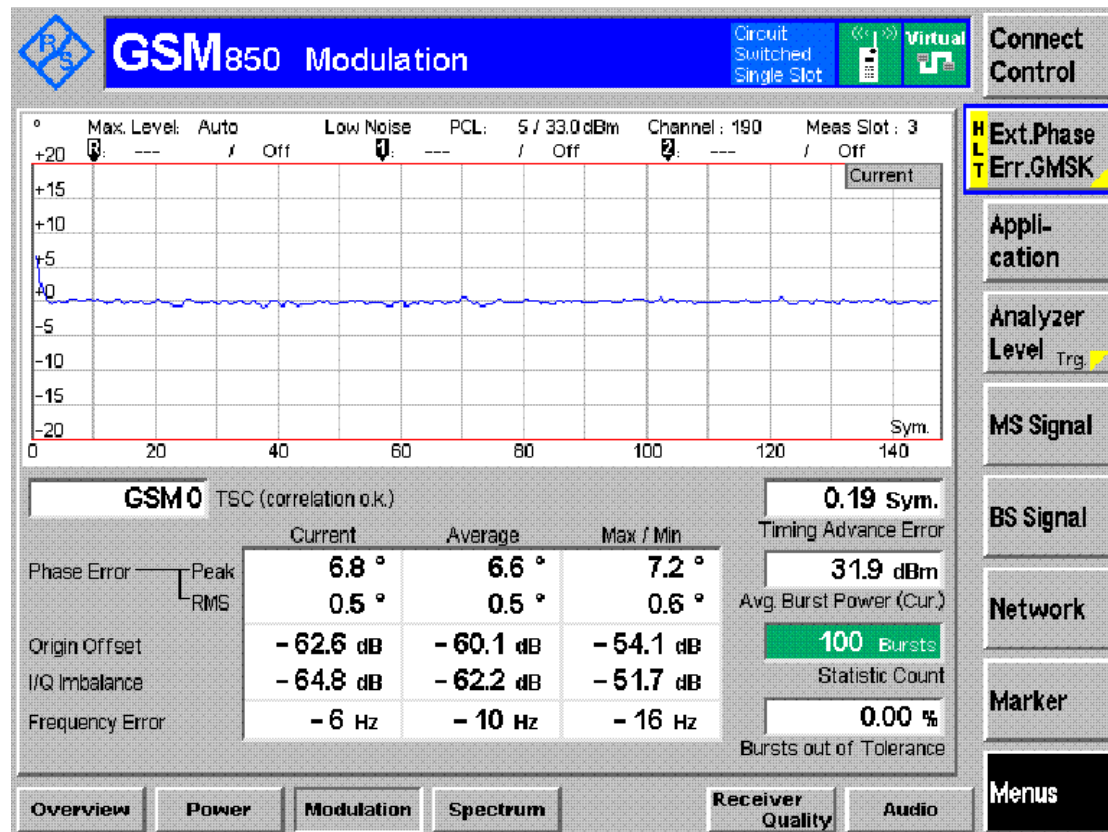 R&S
GSM850 Modulation
Circuit Switched Single Slot
Virtual
Connect Control
° Max. Level: Auto Low Noise PCL: 5 / 33.0 dBm Channel : 190 Meas Slot : 3
R: --- / Off 1: --- / Off 2: --- / Off
Current
+20
+15
+10
+5
+0
-5
-10
-15
-20
Sym.
0 20 40 60 80 100 120 140
HLT Ext.Phase Err.GMSK
Appli-
cation
Analyzer
Level Trg.
MS Signal
BS Signal
Network
Marker
Menus
GSM 0 TSC (correlation o.k.)
Current Average Max / Min
Phase Error Peak 6.8 ° 6.6 ° 7.2 °
RMS 0.5 ° 0.5 ° 0.6 °
Origin Offset - 62.6 dB - 60.1 dB - 54.1 dB
I/Q Imbalance - 64.8 dB - 62.2 dB - 51.7 dB
Frequency Error - 6 Hz - 10 Hz - 16 Hz
0.19 Sym.
Timing Advance Error
31.9 dBm
Avg. Burst Power (Cur.)
100 Bursts
Statistic Count
0.00 %
Bursts out of Tolerance
Overview Power Modulation Spectrum Receiver Quality Audio